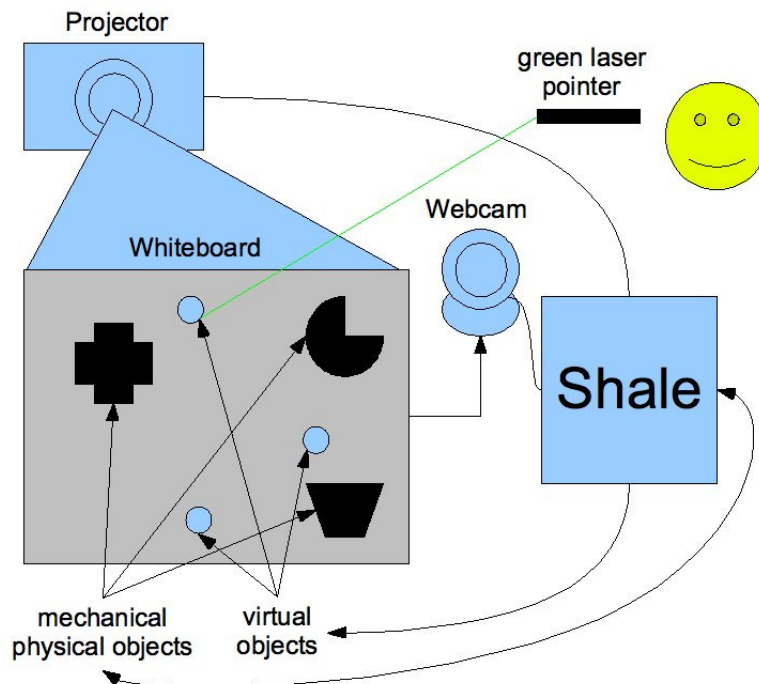 Projector
green laser
pointer
Webcam
Whiteboard
Shale
mechanical
physical objects
virtual
objects